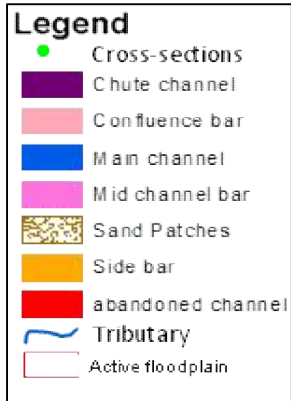 Legend
Cross-sections
Chute channel
Confluence bar
Main channel
Mid channel bar
Sand Patches
Side bar
abandoned channel
Tributary
Active floodplain